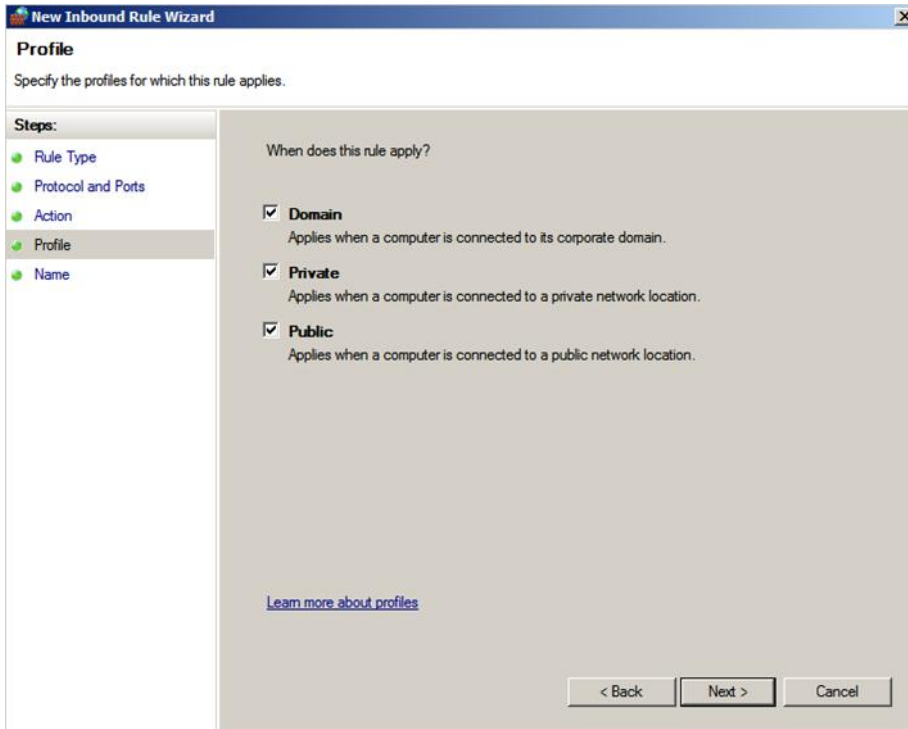 New Inbound Rule Wizard
Profile
Specify the profiles for which this rule applies.
Steps:
Rule Type
Protocol and Ports
Action
Profile
Name
When does this rule apply?
Domain
Applies when a computer is connected to its corporate domain.
Private
Applies when a computer is connected to a private network location.
Public
Applies when a computer is connected to a public network location.
Learn more about profiles
< Back
Next >
Cancel